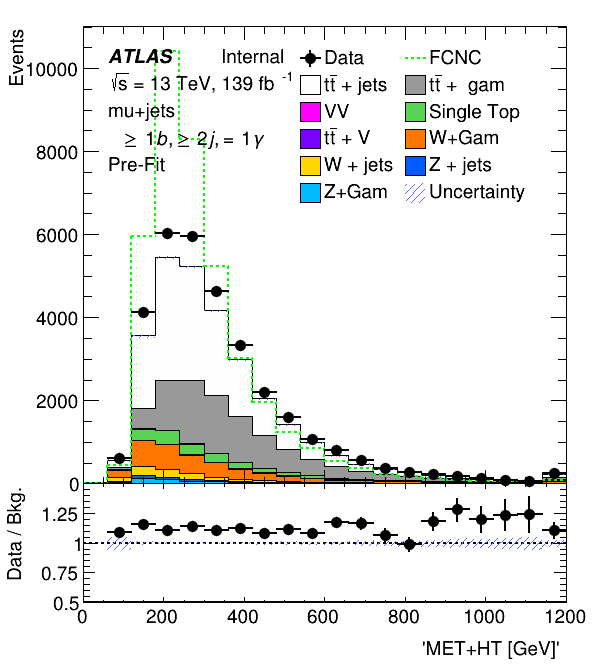 Events
10000
8000
6000
4000
2000
0
ATLAS Internal
√s = 13 TeV, 139 fb⁻¹
mu+jets
≥ 1b, ≥ 2j, = 1γ
Pre-Fit
Data FCNC
tt̄ + jets tt̄ + gam
VV Single Top
tt̄ + V W+Gam
W + jets Z + jets
Z+Gam Uncertainty
Data / Bkg.
1.25
1
0.75
0.5
0 200 400 600 800 1000 1200
'MET+HT [GeV]'